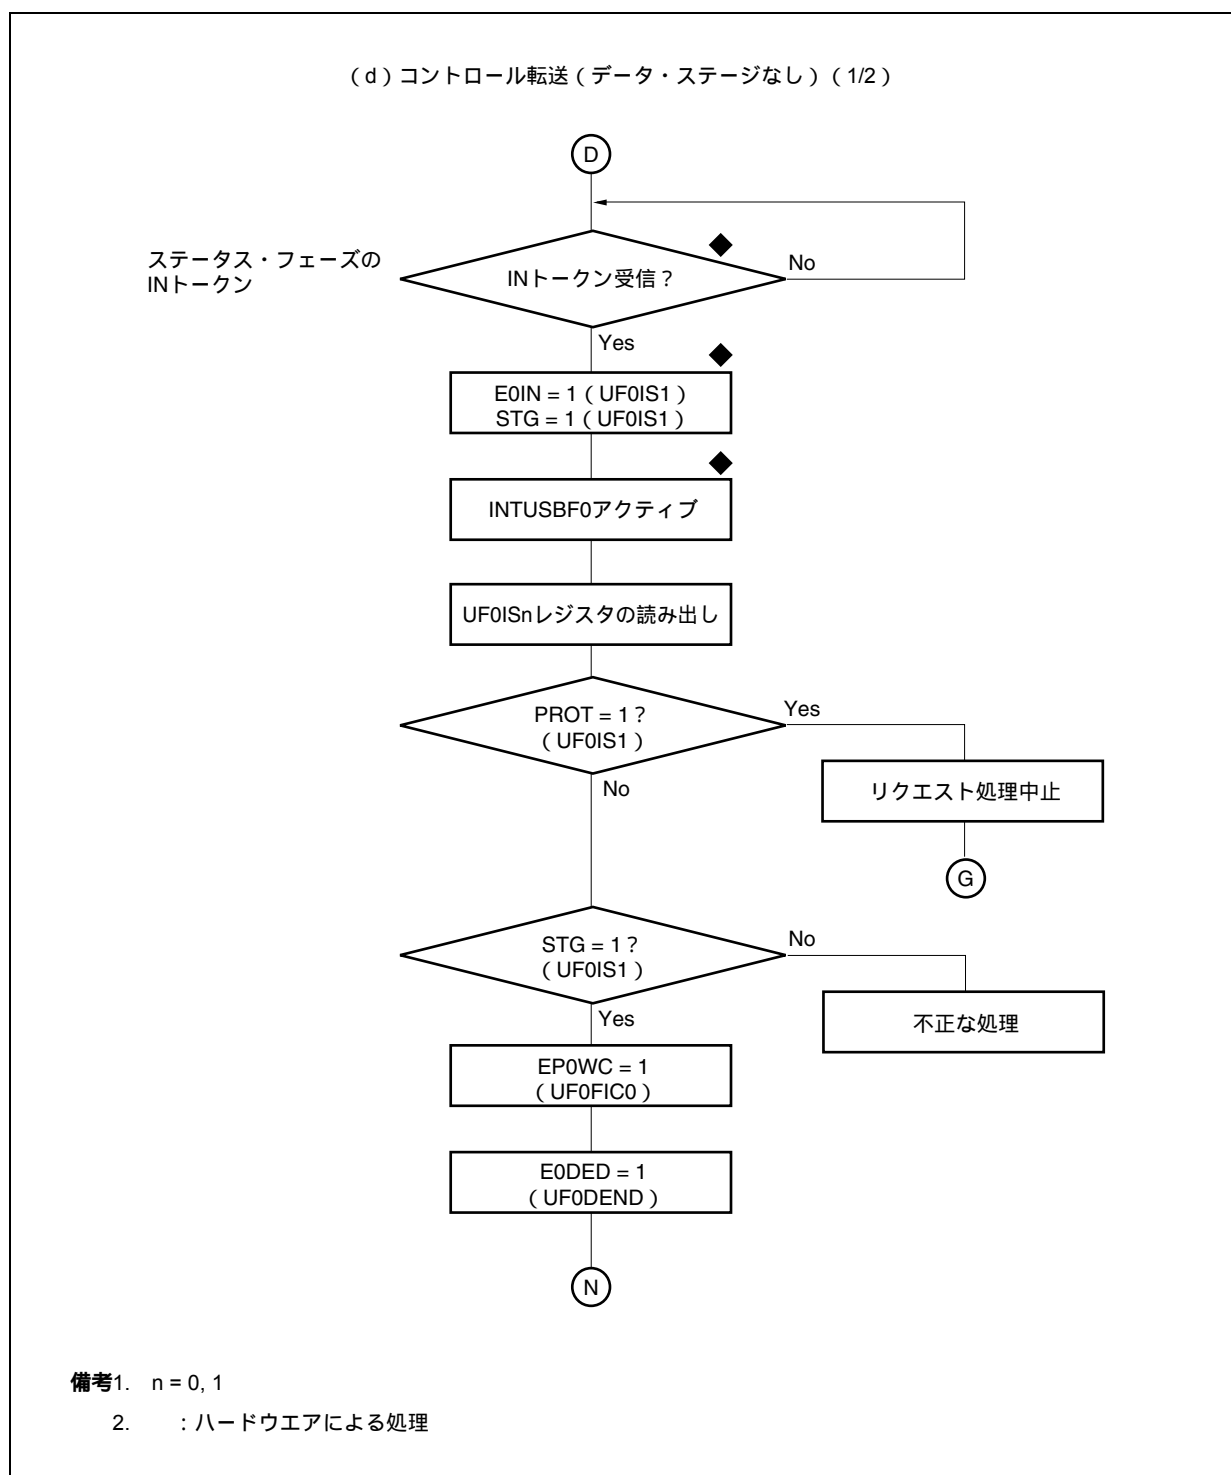 （d）コントロール転送（データ・ステージなし）（1/2）
D
ステータス・フェーズの
INトークン
INトークン受信？
No
Yes
E0IN = 1（UF0IS1）
STG = 1（UF0IS1）
INTUSBF0アクティブ
UF0ISnレジスタの読み出し
PROT = 1？
（UF0IS1）
Yes
No
リクエスト処理中止
G
STG = 1？
（UF0IS1）
No
Yes
不正な処理
EP0WC = 1
（UF0FIC0）
E0DED = 1
（UF0DEND）
N
備考1. n = 0, 1
2. ：ハードウエアによる処理